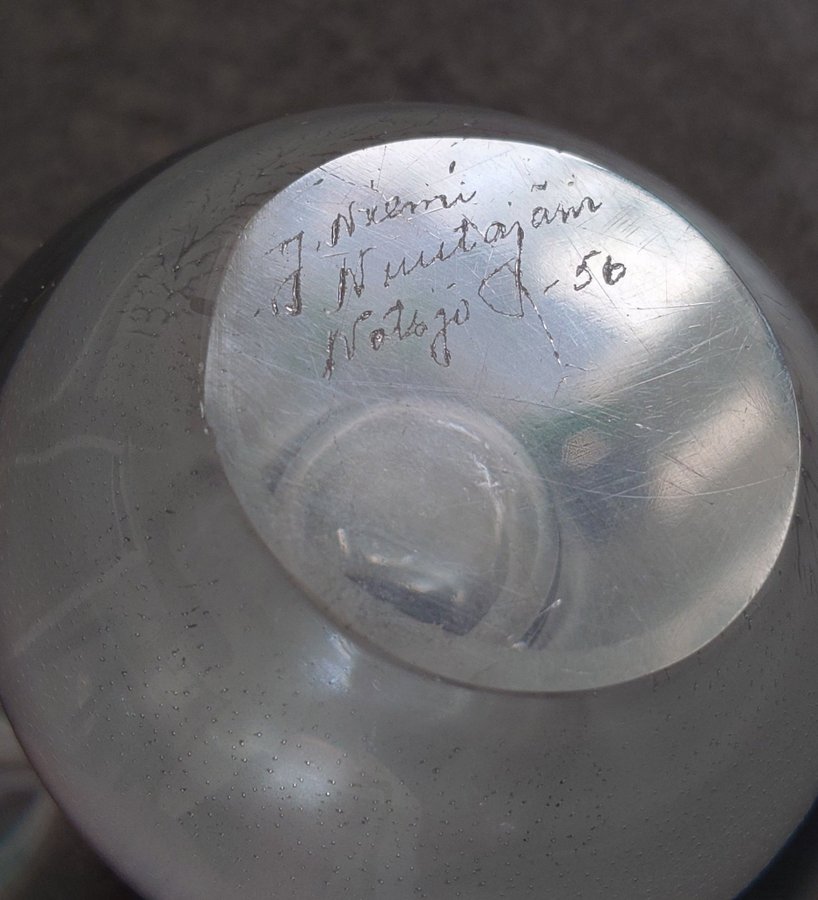 J. Niemi
Nuutajärvi
Notsjö -56